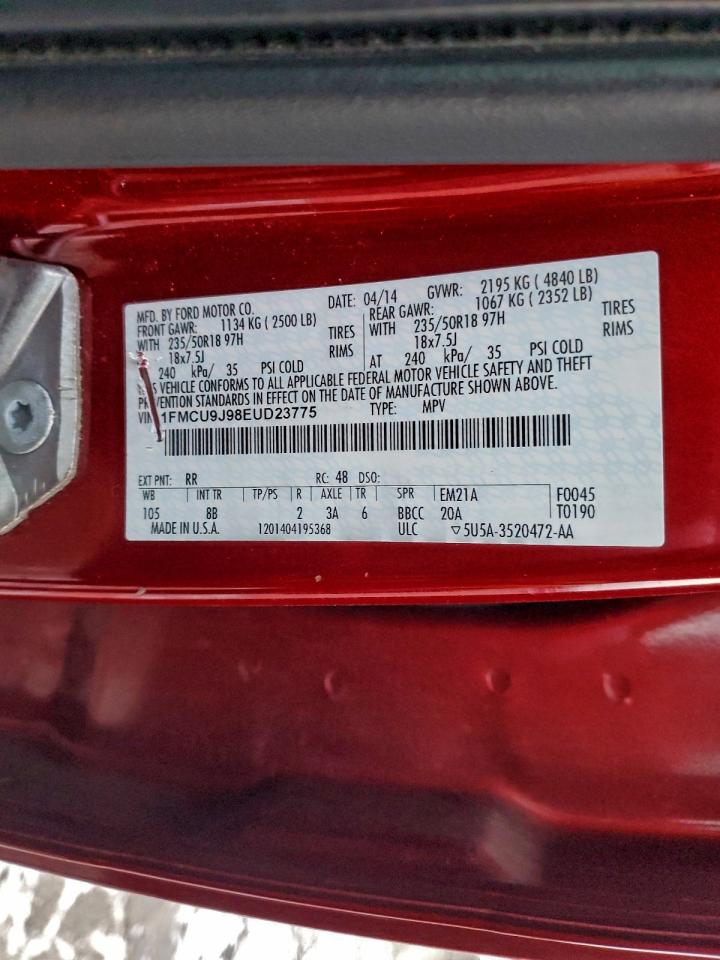 MFD. BY FORD MOTOR CO. DATE: 04/14 GVWR: 2195 KG ( 4840 LB)
FRONT GAWR: 1134 KG ( 2500 LB) REAR GAWR: 1067 KG ( 2352 LB)
WITH 235/50R18 97H TIRES WITH 235/50R18 97H TIRES
18x7.5J RIMS 18x7.5J RIMS
240 kPa/ 35 PSI COLD AT 240 kPa/ 35 PSI COLD
VEHICLE CONFORMS TO ALL APPLICABLE FEDERAL MOTOR VEHICLE SAFETY AND THEFT
PREVENTION STANDARDS IN EFFECT ON THE DATE OF MANUFACTURE SHOWN ABOVE.
VIN: 1FMCU9J98EUD23775 TYPE: MPV
EXT PNT: RR RC: 48 DSO:
WB INT TR TP/PS R AXLE TR SPR EM21A F0045
105 8B 2 3A 6 BBCC 20A T0190
MADE IN U.S.A. 1201404195368 ULC ▽5U5A-3520472-AA